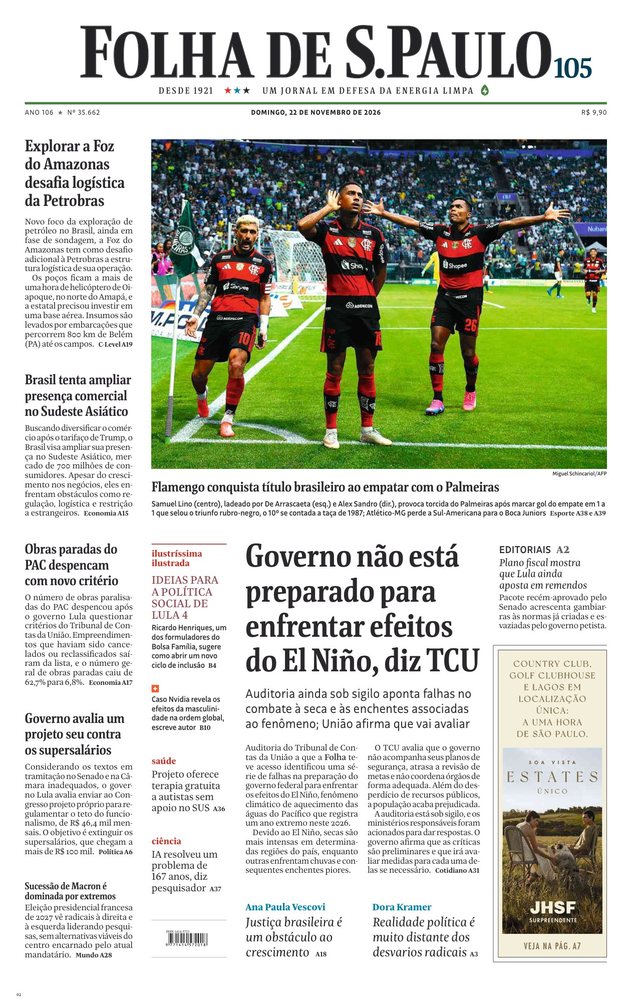 FOLHA DE S.PAULO 105
DESDE 1921 ★★★ UM JORNAL EM DEFESA DA ENERGIA LIMPA
ANO 106 ★ Nº 35.662
DOMINGO, 22 DE NOVEMBRO DE 2026
R$ 9,90
Explorar a Foz
do Amazonas
desafia logística
da Petrobras
Novo foco da exploração de
petróleo no Brasil, ainda em
fase de sondagem, a Foz do
Amazonas tem como desafio
adicional à Petrobras a estru-
tura logística de sua operação.
Os poços ficam a mais de
uma hora de helicóptero de Oi-
apoque, no norte do Amapá, e
a estatal precisou investir em
uma base aérea. Insumos são
levados por embarcações que
percorrem 800 km de Belém
(PA) até os campos. C-Level A19
Brasil tenta ampliar
presença comercial
no Sudeste Asiático
Buscando diversificar o comér-
cio após o tarifaço de Trump, o
Brasil visa ampliar sua presen-
ça no Sudeste Asiático, mer-
cado de 700 milhões de con-
sumidores. Apesar do cresci-
mento nos negócios, eles en-
frentam obstáculos como re-
gulação, logística e restrição
a estrangeiros. Economia A15
Obras paradas do
PAC despencam
com novo critério
O número de obras paralisa-
das do PAC despencou após
o governo Lula questionar
critérios do Tribunal de Con-
tas da União. Empreendimen-
tos que haviam sido cance-
lados ou reclassificados saí-
ram da lista, e o número ge-
ral de obras paradas caiu de
62,7% para 6,8%. Economia A17
Governo avalia um
projeto seu contra
os supersalários
Considerando os textos em
tramitação no Senado e na Câ-
mara inadequados, o gover-
no Lula avalia enviar ao Con-
gresso projeto próprio para re-
gulamentar o teto do funcio-
nalismo, de R$ 46,4 mil men-
sais. O objetivo é extinguir os
supersalários, que chegam a
mais de R$ 100 mil. Política A6
Sucessão de Macron é
dominada por extremos
Eleição presidencial francesa
de 2027 vê radicais à direita e
à esquerda liderando pesqui-
sas, sem alternativas viáveis do
centro encarnado pelo atual
mandatário. Mundo A28
Shopee
Shopee
Shopee
ADEMICON
10
26
Nubank
Miguel Schincariol/AFP
Flamengo conquista título brasileiro ao empatar com o Palmeiras
Samuel Lino (centro), ladeado por De Arrascaeta (esq.) e Alex Sandro (dir.), provoca torcida do Palmeiras após marcar gol do empate em 1 a
1 que selou o triunfo rubro-negro, o 10º se contada a taça de 1987; Atlético-MG perde a Sul-Americana para o Boca Juniors Esporte A38 e A39
ilustríssima
ilustrada
IDEIAS PARA
A POLÍTICA
SOCIAL DE
LULA 4
Ricardo Henriques, um
dos formuladores do
Bolsa Família, sugere
como abrir um novo
ciclo de inclusão B4
Caso Nvidia revela os
efeitos da masculini-
dade na ordem global,
escreve autor B10
saúde
Projeto oferece
terapia gratuita
a autistas sem
apoio no SUS A36
ciência
IA resolveu um
problema de
167 anos, diz
pesquisador A37
Governo não está
preparado para
enfrentar efeitos
do El Niño, diz TCU
Auditoria ainda sob sigilo aponta falhas no
combate à seca e às enchentes associadas
ao fenômeno; União afirma que vai avaliar
Auditoria do Tribunal de Con-
tas da União a que a Folha te-
ve acesso identificou uma sé-
rie de falhas na preparação do
governo federal para enfrentar
os efeitos do El Niño, fenôme-
no climático de aquecimento
das águas do Pacífico que regis-
tra um ano extremo neste 2026.
Devido ao El Niño, secas são
mais intensas em determina-
das regiões do país, enquanto
outras enfrentam chuvas e con-
sequentes enchentes piores.
O TCU avalia que o governo
não acompanha seus planos de
segurança, atrasa a revisão de
metas e não coordena órgãos de
forma adequada. Além do des-
perdício de recursos públicos,
a população acaba prejudicada.
A auditoria está sob sigilo, e os
ministérios responsáveis foram
acionados para dar respostas. O
governo afirma que as críticas
são preliminares e que irá ava-
liar medidas para cada uma de-
las se necessário. Cotidiano A31
Ana Paula Vescovi
Justiça brasileira é
um obstáculo ao
crescimento A18
Dora Kramer
Realidade política é
muito distante dos
desvarios radicais A3
EDITORIAIS A2
Plano fiscal mostra
que Lula ainda
aposta em remendos
Pacote recém-aprovado pelo
Senado acrescenta gambiar-
ras às normas já criadas e es-
vaziadas pelo governo petista.
COUNTRY CLUB,
GOLF CLUBHOUSE
E LAGOS EM
LOCALIZAÇÃO
ÚNICA:
A UMA HORA
DE SÃO PAULO.
BOA VISTA
ESTATES
ÚNICO
JHSF
SURPREENDENTE
VEJA NA PÁG. A7